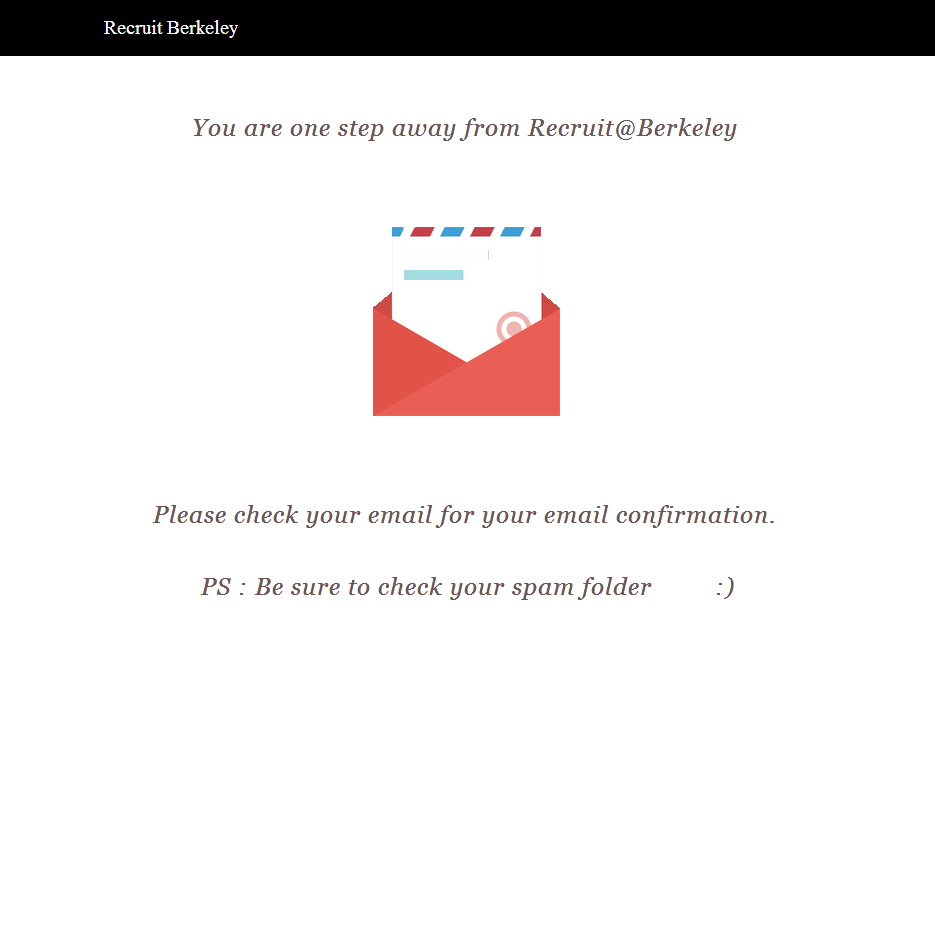 Recruit Berkeley
You are one step away from Recruit@Berkeley
Please check your email for your email confirmation.
PS : Be sure to check your spam folder :)